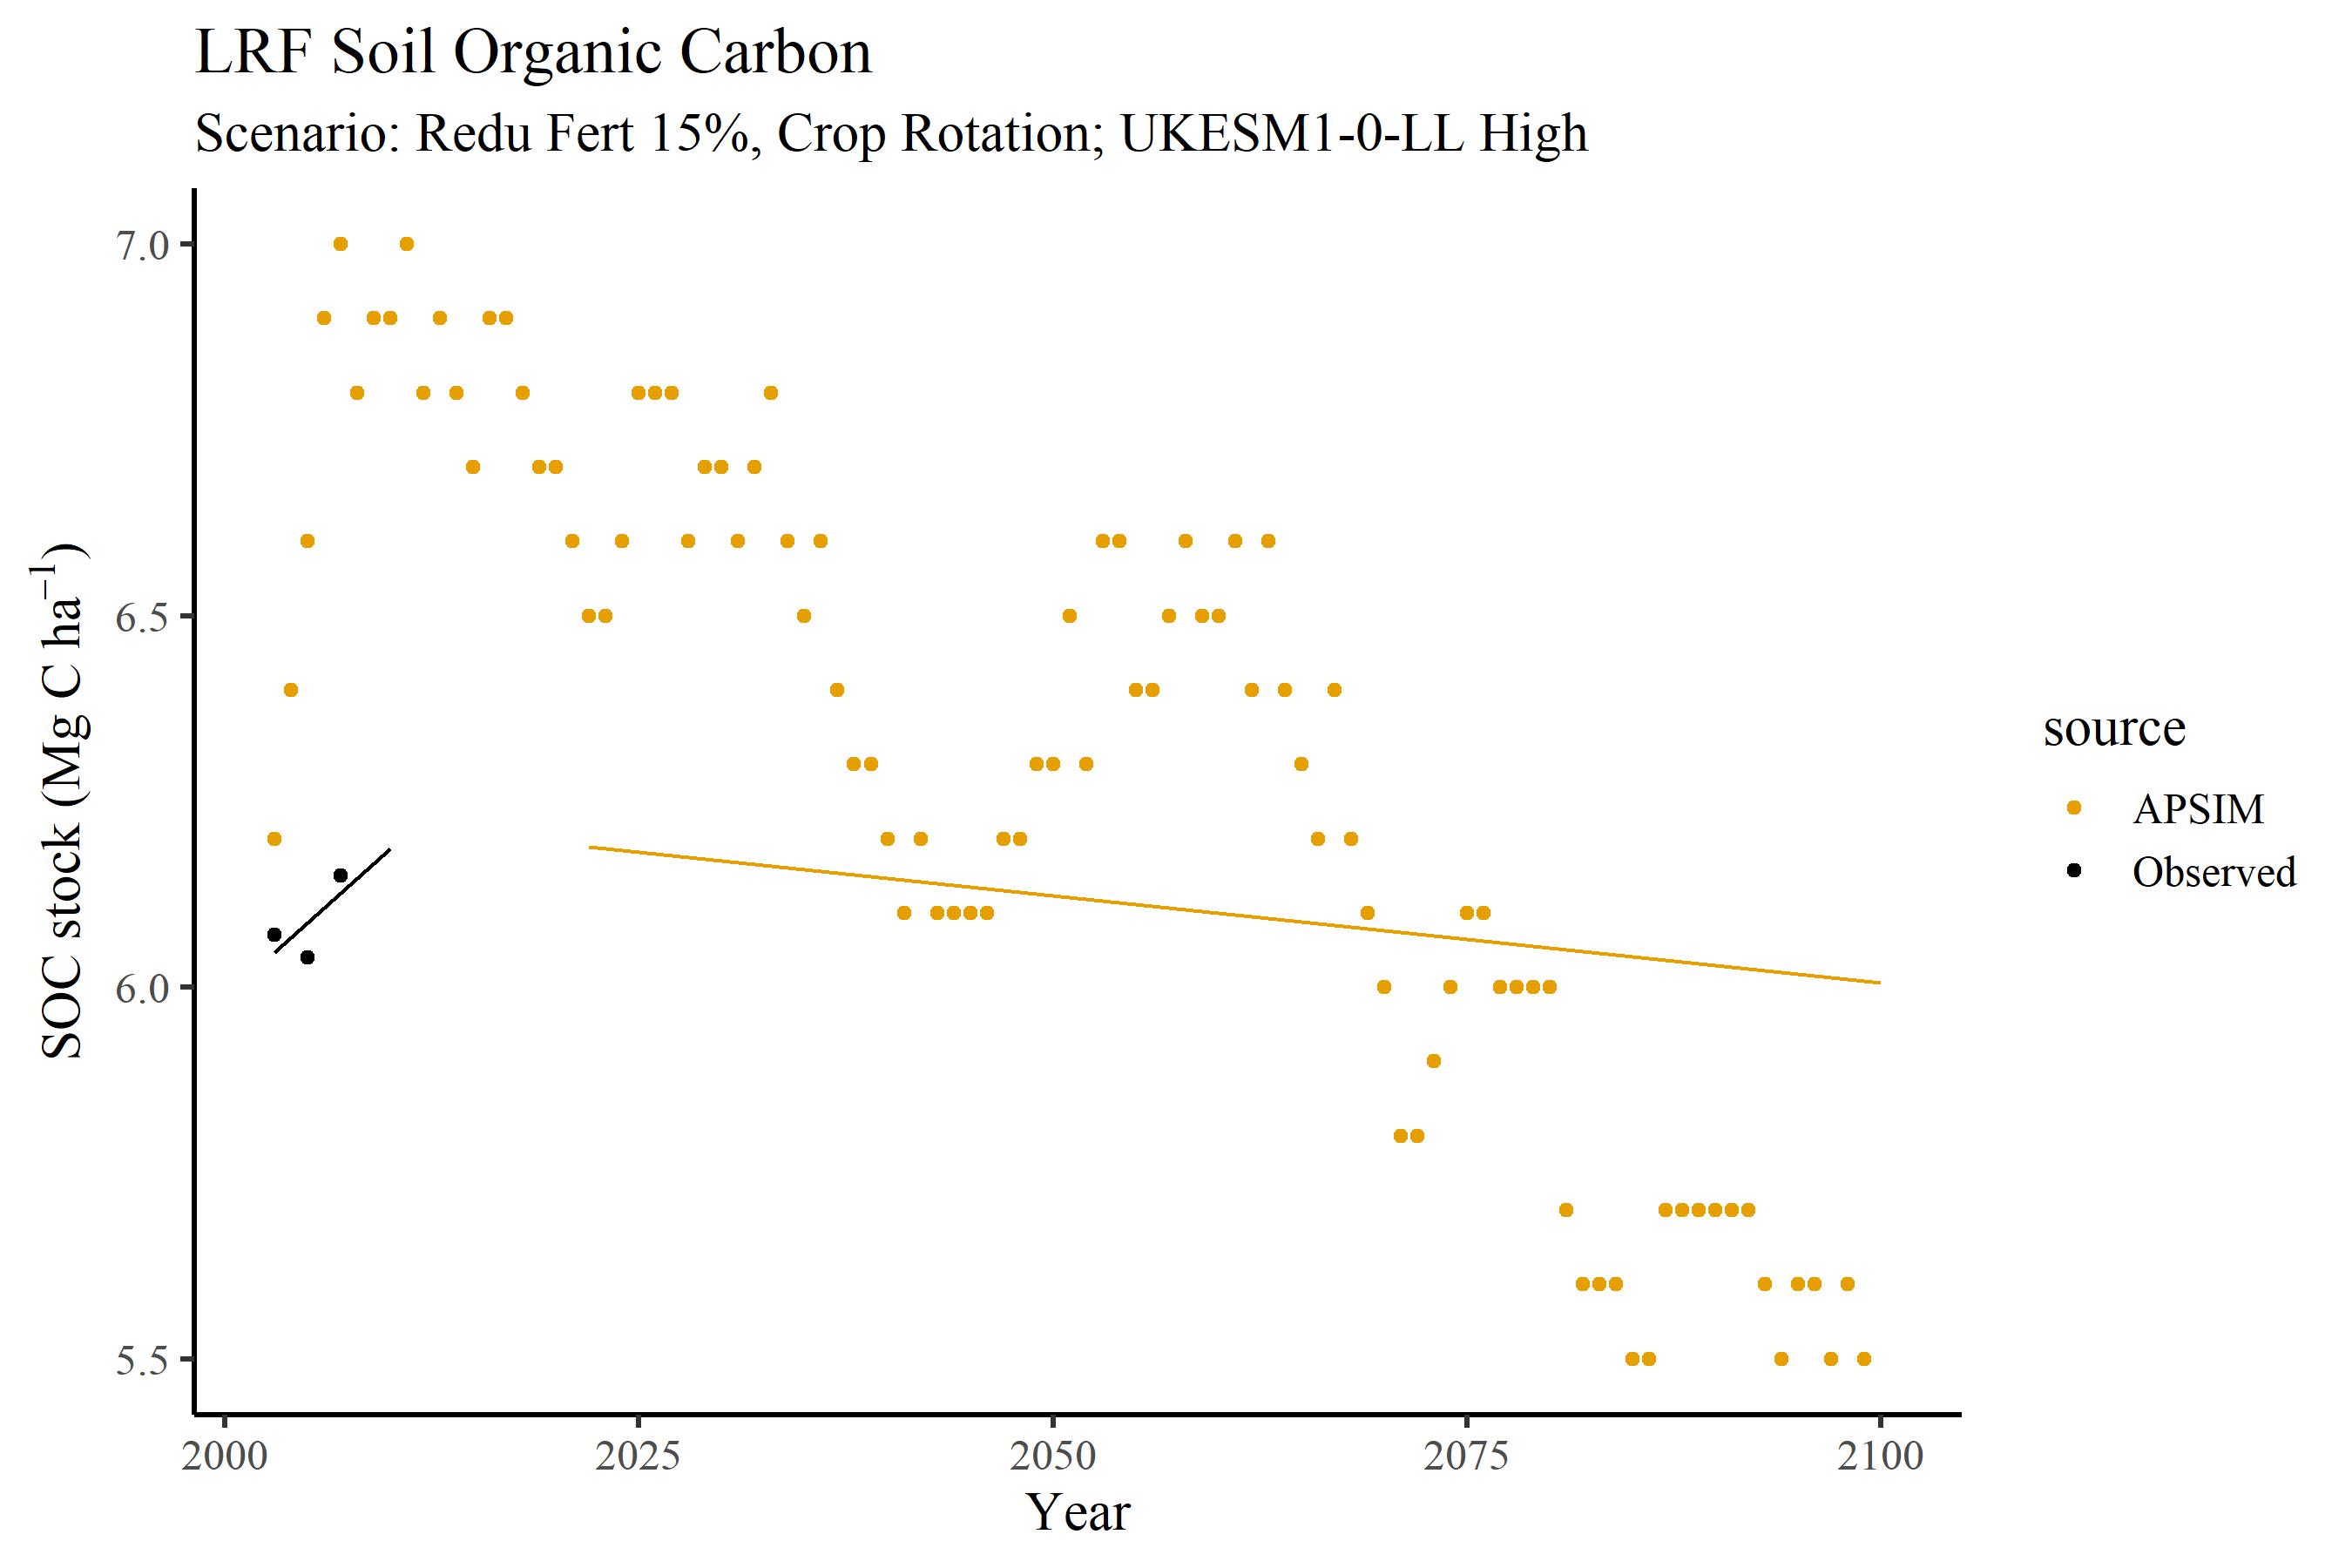 LRF Soil Organic Carbon
Scenario: Redu Fert 15%, Crop Rotation; UKESM1-0-LL High
SOC stock (Mg C ha⁻¹)
7.0
6.5
6.0
5.5
2000 2025 2050 2075 2100
Year
source
APSIM
Observed